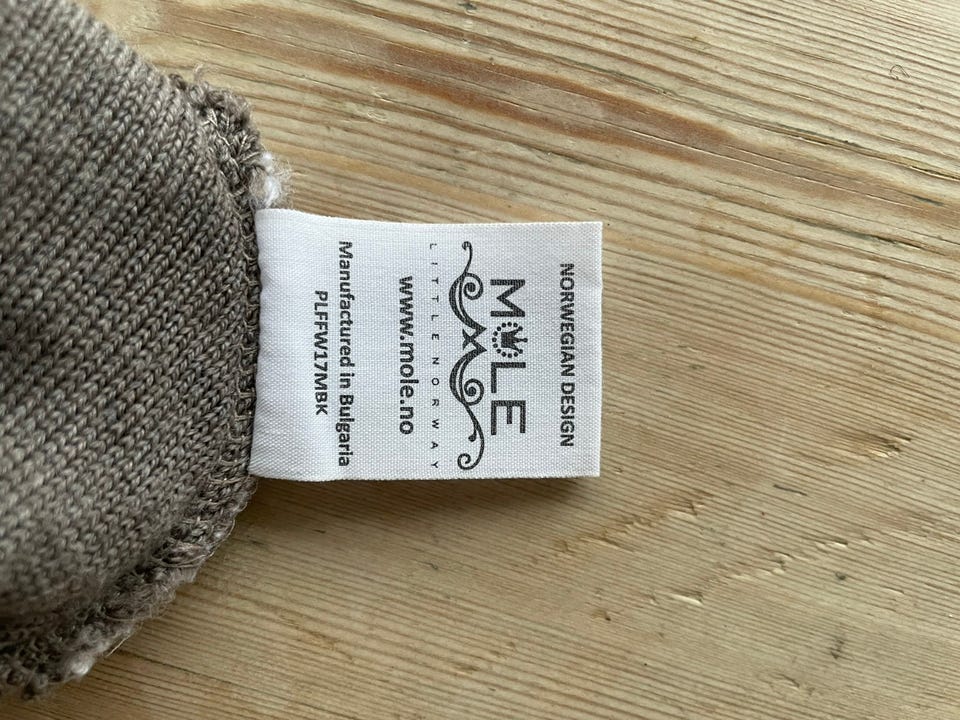 NORWEGIAN DESIGN
MOLE
LITTLE NORWAY
www.mole.no
Manufactured in Bulgaria
PLFFW17MBK